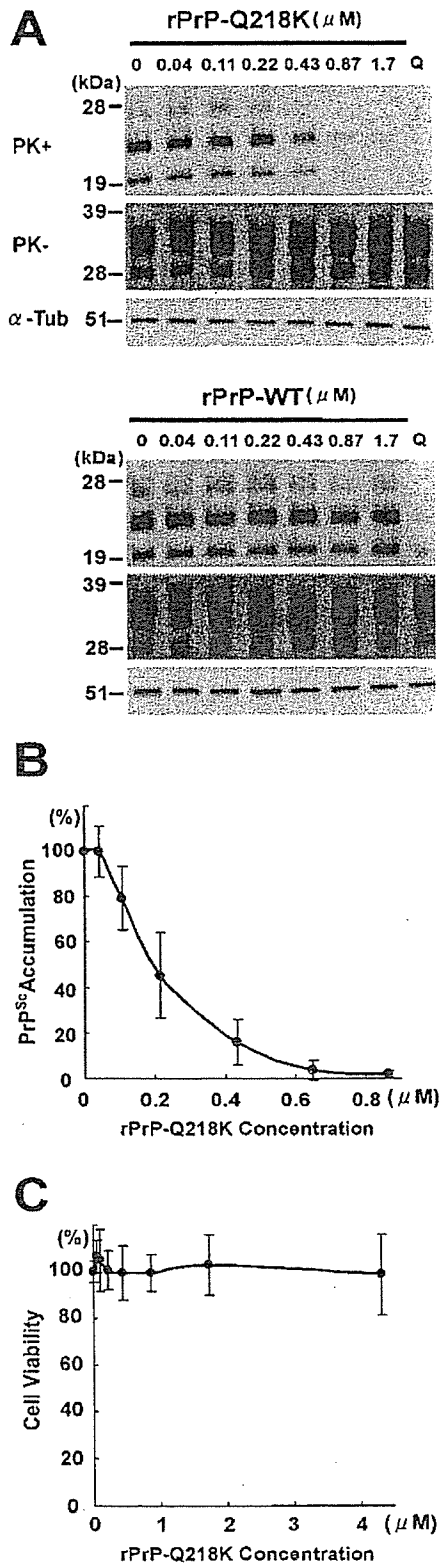 A
rPrP-Q218K(μM)
0 0.04 0.11 0.22 0.43 0.87 1.7 Q
(kDa)
28
PK+
19
39
PK-
28
α-Tub 51
rPrP-WT(μM)
0 0.04 0.11 0.22 0.43 0.87 1.7 Q
(kDa)
28
19
39
28
51
B
(%)
100
80
60
40
20
0
PrPSc Accumulation
0 0.2 0.4 0.6 0.8 (μM)
rPrP-Q218K Concentration
C
(%)
100
80
60
40
20
0
Cell Viability
0 1 2 3 4 (μM)
rPrP-Q218K Concentration